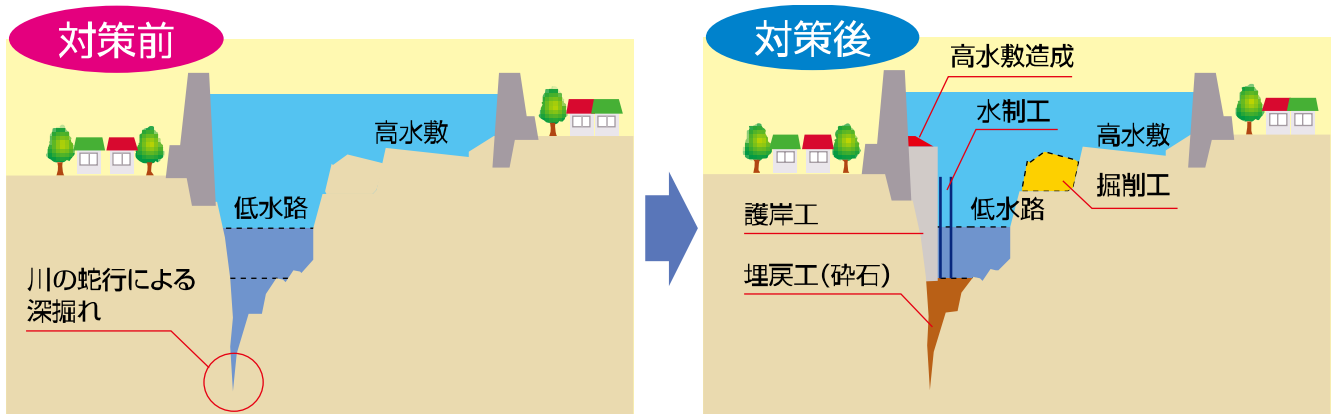 対策前
高水敷
低水路
川の蛇行による
深掘れ
対策後
高水敷造成
水制工
高水敷
掘削工
低水路
護岸工
埋戻工(砕石)